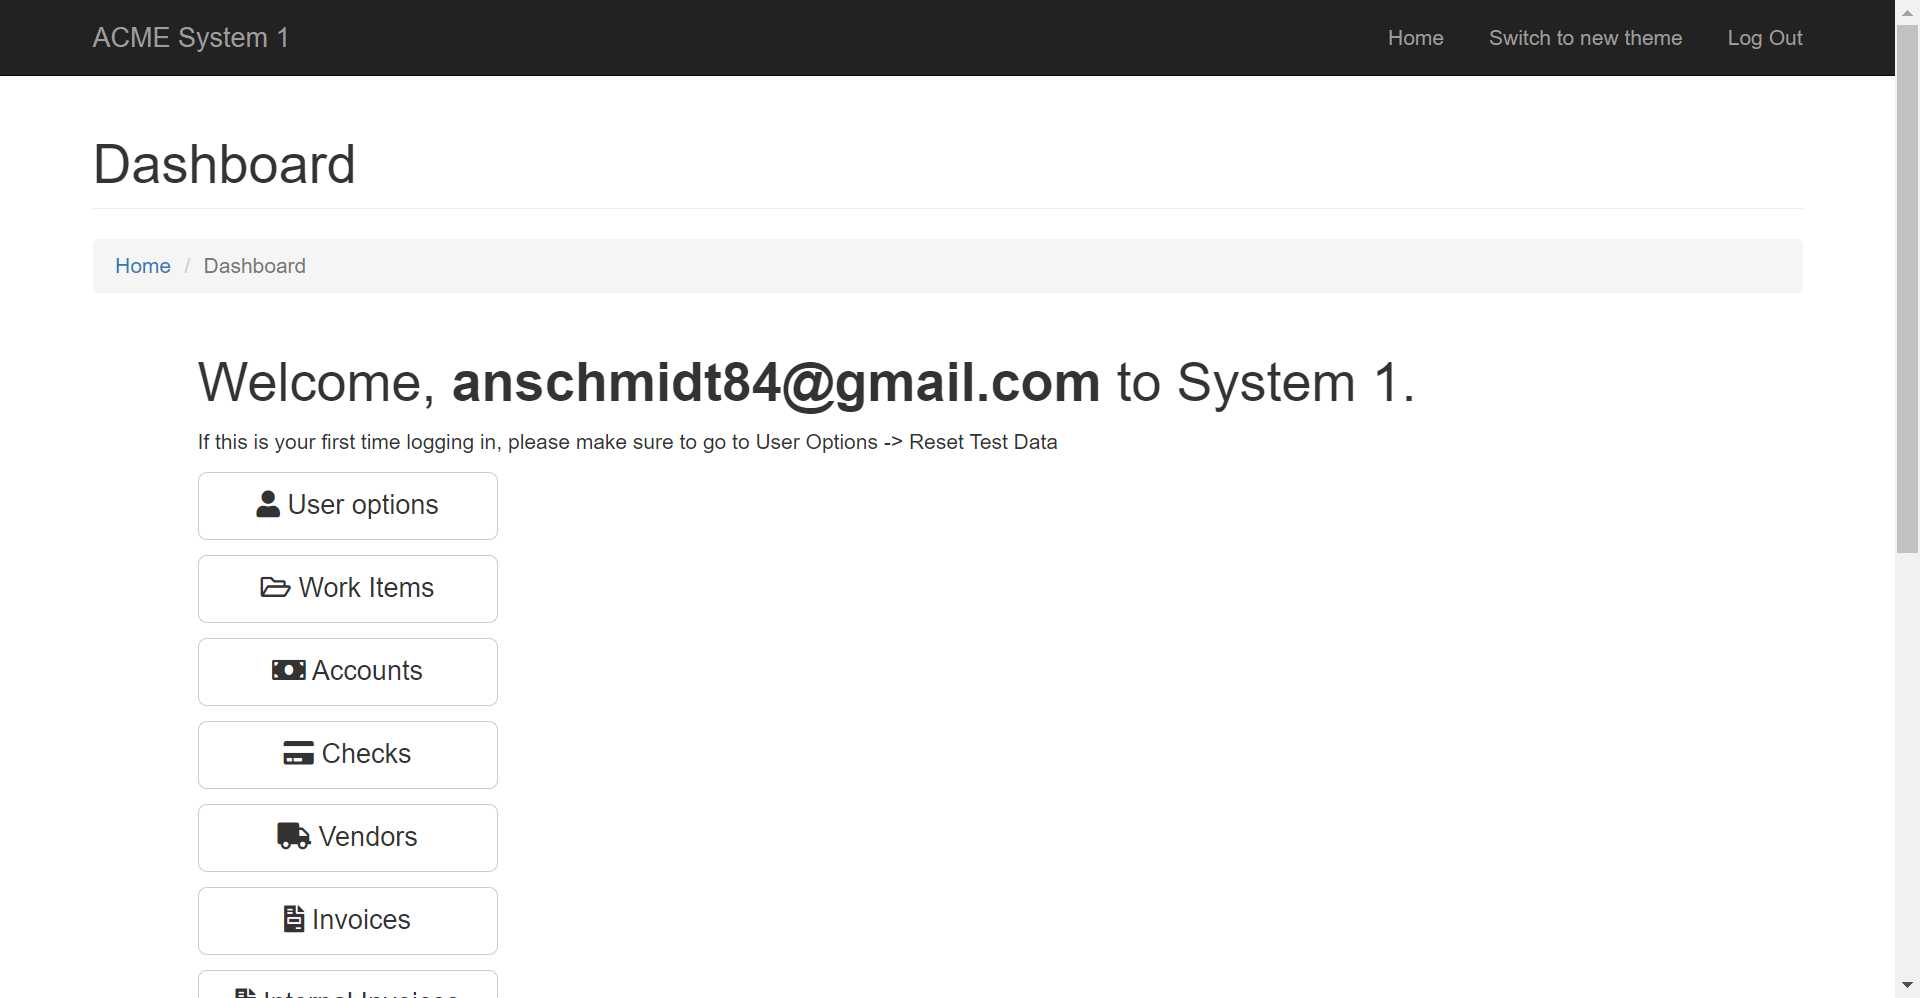 ACME System 1
Home
Switch to new theme
Log Out
Dashboard
Home / Dashboard
Welcome, anschmidt84@gmail.com to System 1.
If this is your first time logging in, please make sure to go to User Options -> Reset Test Data
User options
Work Items
Accounts
Checks
Vendors
Invoices
Internal Invoices